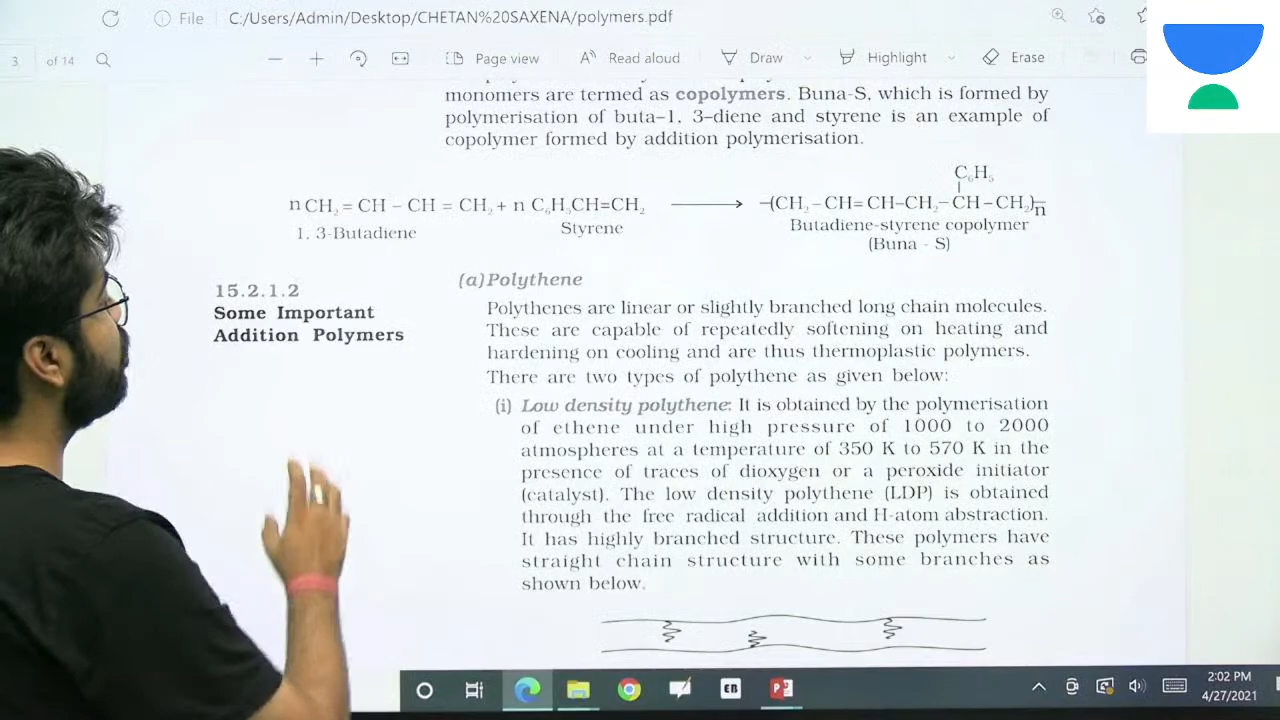 File C:/Users/Admin/Desktop/CHETAN%20SAXENA/polymers.pdf
3 of 14 Page view Read aloud Draw Highlight Erase
monomers are termed as copolymers. Buna-S, which is formed by
polymerisation of buta–1, 3–diene and styrene is an example of
copolymer formed by addition polymerisation.
C₆H₅
n CH₂ = CH – CH = CH₂ + n C₆H₅CH=CH₂ ⟶ –(CH₂ – CH= CH–CH₂–CH – CH₂)–n
1, 3-Butadiene Styrene Butadiene-styrene copolymer
(Buna - S)
15.2.1.2
Some Important
Addition Polymers
(a) Polythene
Polythenes are linear or slightly branched long chain molecules.
These are capable of repeatedly softening on heating and
hardening on cooling and are thus thermoplastic polymers.
There are two types of polythene as given below:
(i) Low density polythene: It is obtained by the polymerisation
of ethene under high pressure of 1000 to 2000
atmospheres at a temperature of 350 K to 570 K in the
presence of traces of dioxygen or a peroxide initiator
(catalyst). The low density polythene (LDP) is obtained
through the free radical addition and H-atom abstraction.
It has highly branched structure. These polymers have
straight chain structure with some branches as
shown below.
EB
2:02 PM
4/27/2021